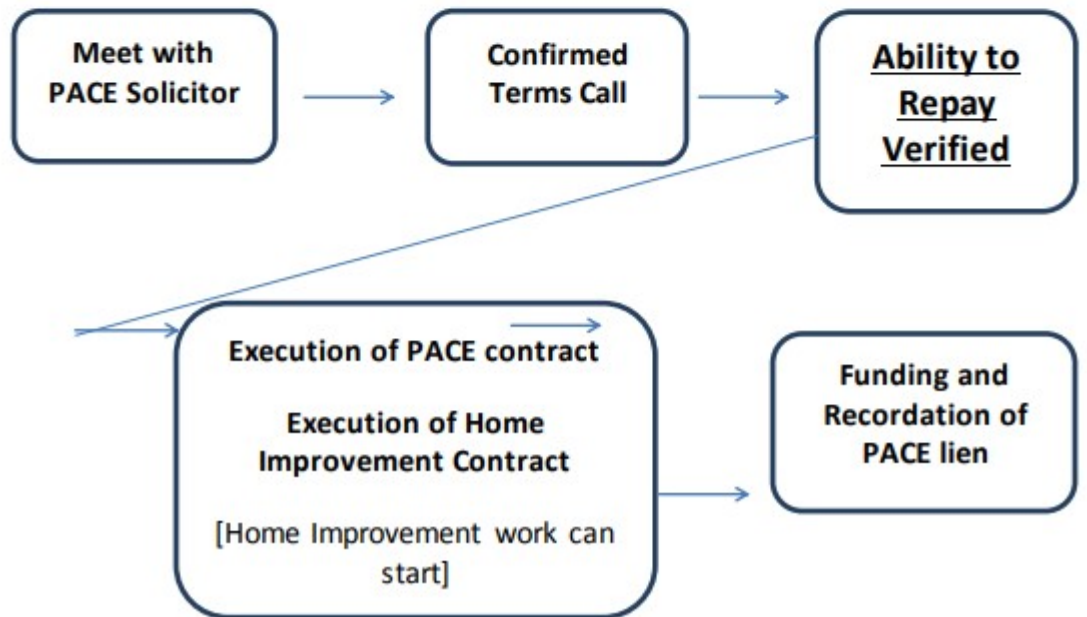 Meet with
PACE Solicitor
Confirmed
Terms Call
Ability to
Repay
Verified
Execution of PACE contract
Execution of Home
Improvement Contract
[Home Improvement work can
start]
Funding and
Recordation of
PACE lien